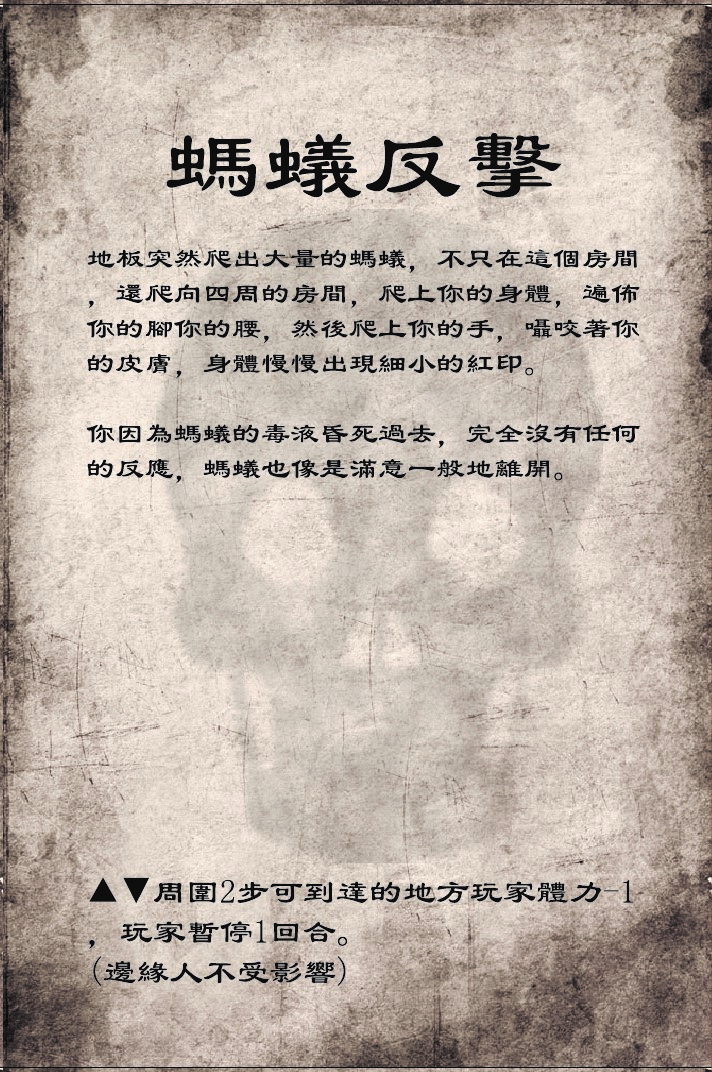 螞蟻反擊
地板突然爬出大量的螞蟻，不只在這個房間
，還爬向四周的房間，爬上你的身體，遍佈
你的腳你的腰，然後爬上你的手，囓咬著你
的皮膚，身體慢慢出現細小的紅印。
你因為螞蟻的毒液昏死過去，完全沒有任何
的反應，螞蟻也像是滿意一般地離開。
▲▼周圍2步可到達的地方玩家體力-1
，玩家暫停1回合。
（邊緣人不受影響）